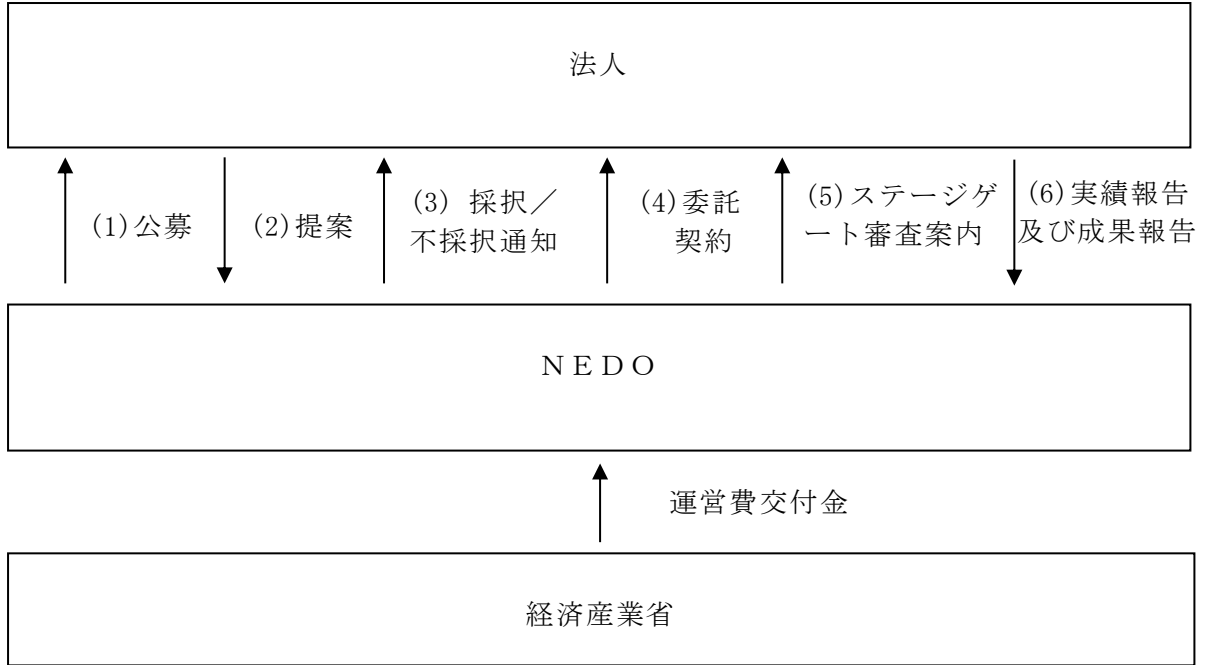 法人
(1)公募
(2)提案
(3) 採択／
不採択通知
(4)委託
契約
(5)ステージゲ
ート審査案内
(6)実績報告
及び成果報告
ＮＥＤＯ
運営費交付金
経済産業省